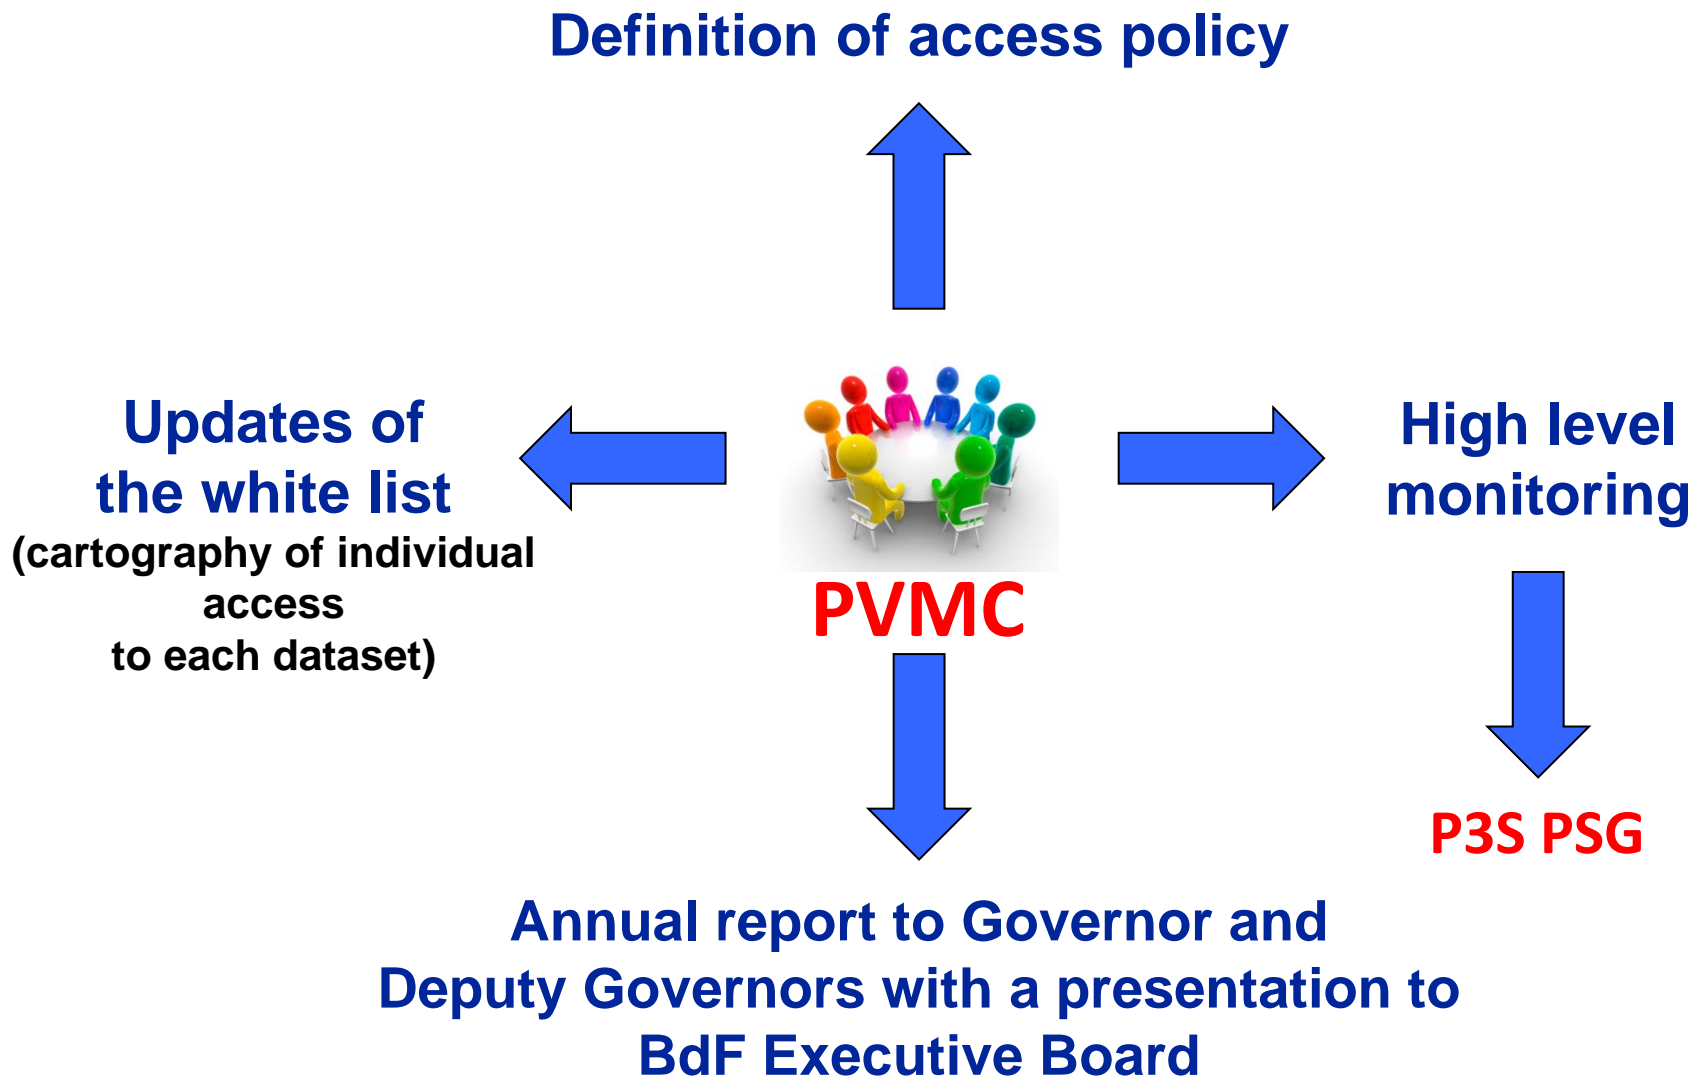 Definition of access policy
Updates of
the white list
(cartography of individual
access
to each dataset)
PVMC
High level
monitoring
P3S PSG
Annual report to Governor and
Deputy Governors with a presentation to
BdF Executive Board